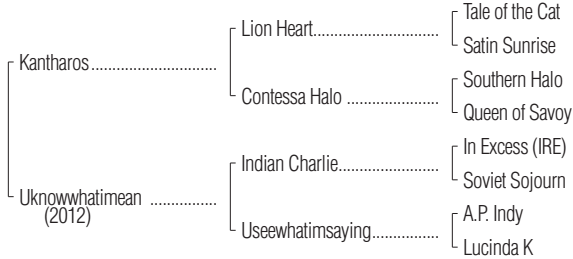 Tale of the Cat
Lion Heart..................................
Satin Sunrise
Kantharos..................................
Southern Halo
Contessa Halo .........................
Queen of Savoy
In Excess (IRE)
Indian Charlie...........................
Soviet Sojourn
Uknowwhatimean ..................
(2012)
A.P. Indy
Useewhatimsaying..................
Lucinda K